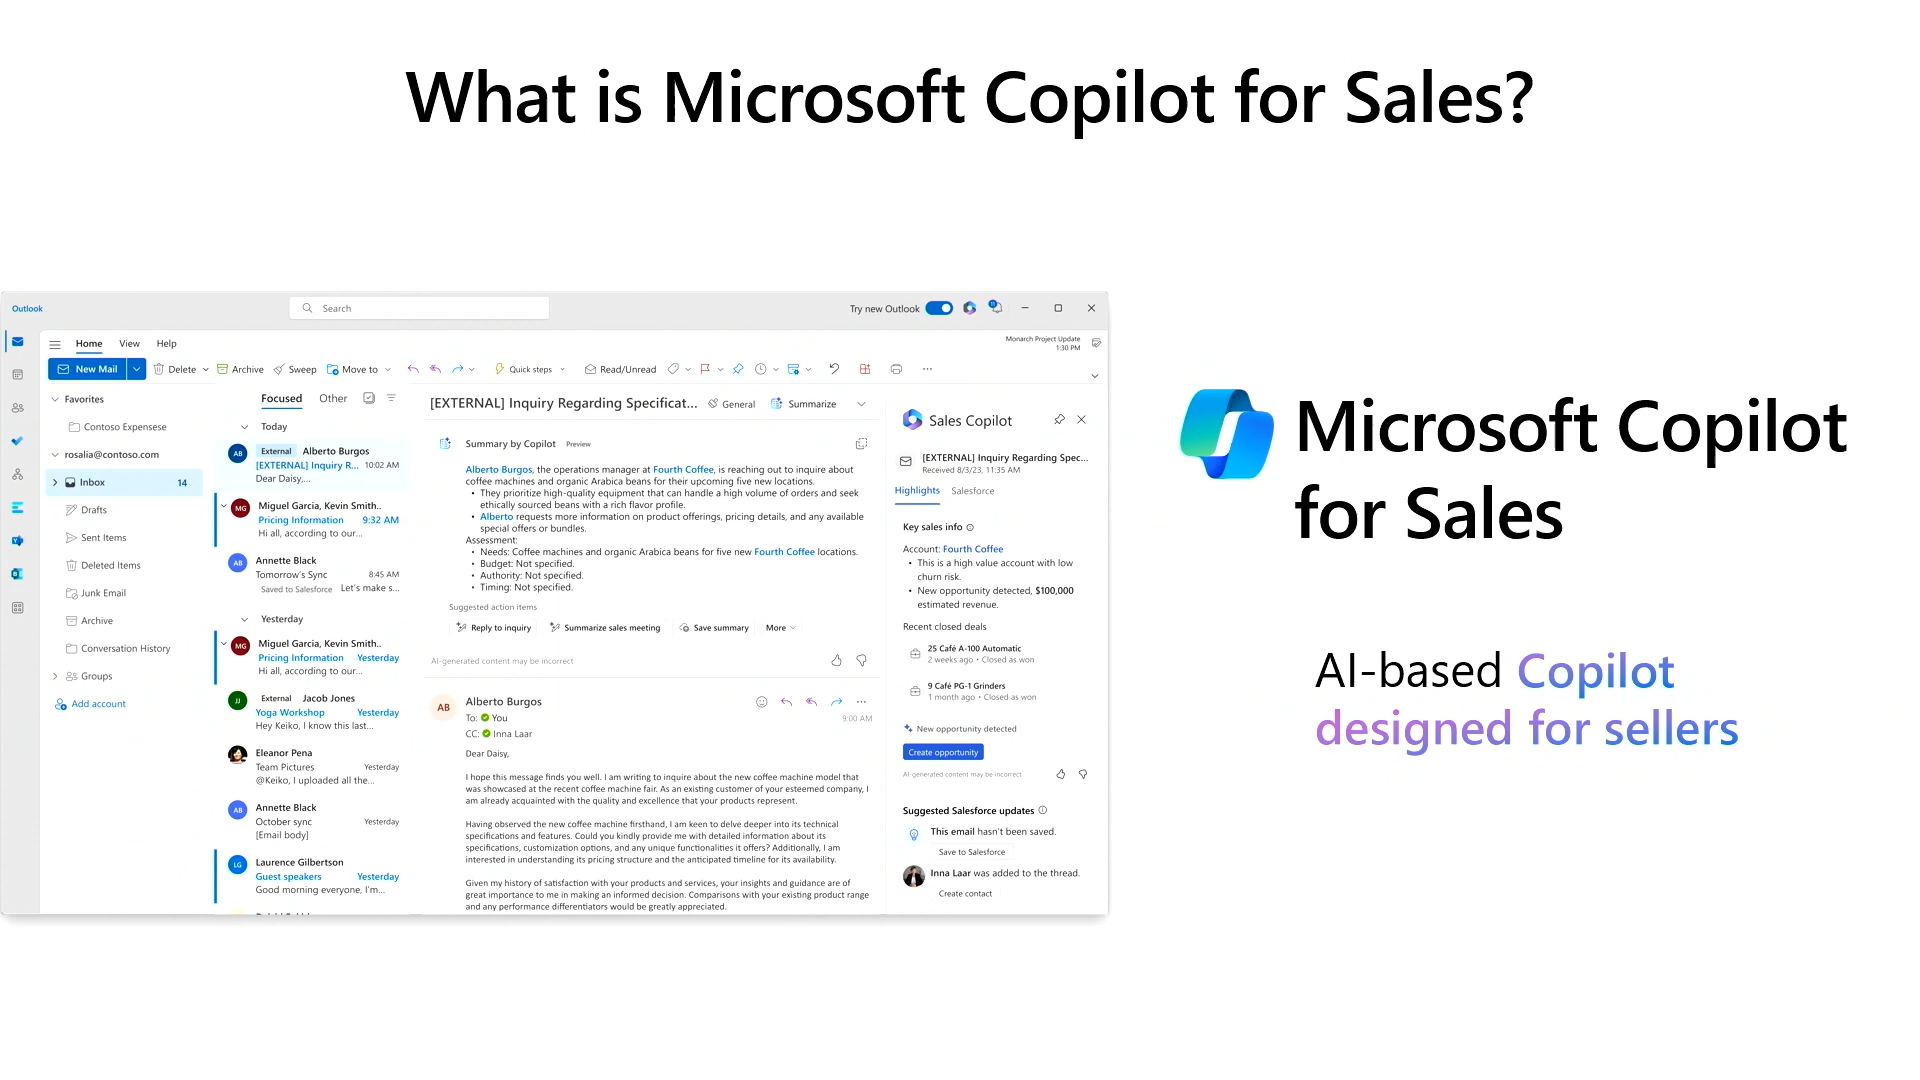 What is Microsoft Copilot for Sales?
Outlook
Search
Try new Outlook
Home View Help
Monarch Project Update
1:30 PM
New Mail Delete Archive Sweep Move to Quick steps Read/Unread
Favorites
Contoso Expensese
rosalia@contoso.com
Inbox 14
Drafts
Sent Items
Deleted Items
Junk Email
Archive
Conversation History
Groups
Add account
Focused Other
Today
AB External Alberto Burgos
[EXTERNAL] Inquiry R... 10:02 AM
Dear Daisy,...
MG Miguel Garcia, Kevin Smith..
Pricing Information 9:32 AM
Hi all, according to our...
AB Annette Black
Tomorrow's Sync 8:45 AM
Saved to Salesforce Let's make s...
Yesterday
MG Miguel Garcia, Kevin Smith..
Pricing Information Yesterday
Hi all, according to our...
JJ External Jacob Jones
Yoga Workshop Yesterday
Hey Keiko, I know this last...
Eleanor Pena
Team Pictures Yesterday
@Keiko, I uploaded all the...
AB Annette Black
October sync Yesterday
[Email body]
LG Laurence Gilbertson
Guest speakers Yesterday
Good morning everyone, I'm...
[EXTERNAL] Inquiry Regarding Specificat... General Summarize
Summary by Copilot Preview
Alberto Burgos, the operations manager at Fourth Coffee, is reaching out to inquire about
coffee machines and organic Arabica beans for their upcoming five new locations.
• They prioritize high-quality equipment that can handle a high volume of orders and seek
ethically sourced beans with a rich flavor profile.
• Alberto requests more information on product offerings, pricing details, and any available
special offers or bundles.
Assessment:
• Needs: Coffee machines and organic Arabica beans for five new Fourth Coffee locations.
• Budget: Not specified.
• Authority: Not specified.
• Timing: Not specified.
Suggested action items
Reply to inquiry Summarize sales meeting Save summary More
AI-generated content may be incorrect
AB Alberto Burgos
To: You
9:00 AM
CC: Inna Laar
Dear Daisy,
I hope this message finds you well. I am writing to inquire about the new coffee machine model that
was showcased at the recent coffee machine fair. As an existing customer of your esteemed company, I
am already acquainted with the quality and excellence that your products represent.
Having observed the new coffee machine firsthand, I am keen to delve deeper into its technical
specifications and features. Could you kindly provide me with detailed information about its
specifications, customization options, and any unique functionalities it offers? Additionally, I am
interested in understanding its pricing structure and the anticipated timeline for its availability.
Given my history of satisfaction with your products and services, your insights and guidance are of
great importance to me in making an informed decision. Comparisons with your existing product range
and any performance differentiators would be greatly appreciated.
Sales Copilot
[EXTERNAL] Inquiry Regarding Spec...
Received 8/3/23, 11:35 AM
Highlights Salesforce
Key sales info
Account: Fourth Coffee
• This is a high value account with low
churn risk.
• New opportunity detected, $100,000
estimated revenue.
Recent closed deals
25 Café A-100 Automatic
2 weeks ago • Closed as won
9 Café PG-1 Grinders
1 month ago • Closed as won
New opportunity detected
Create opportunity
AI-generated content may be incorrect
Suggested Salesforce updates
This email hasn't been saved.
Save to Salesforce
Inna Laar was added to the thread.
Create contact
Microsoft Copilot
for Sales
AI-based Copilot
designed for sellers